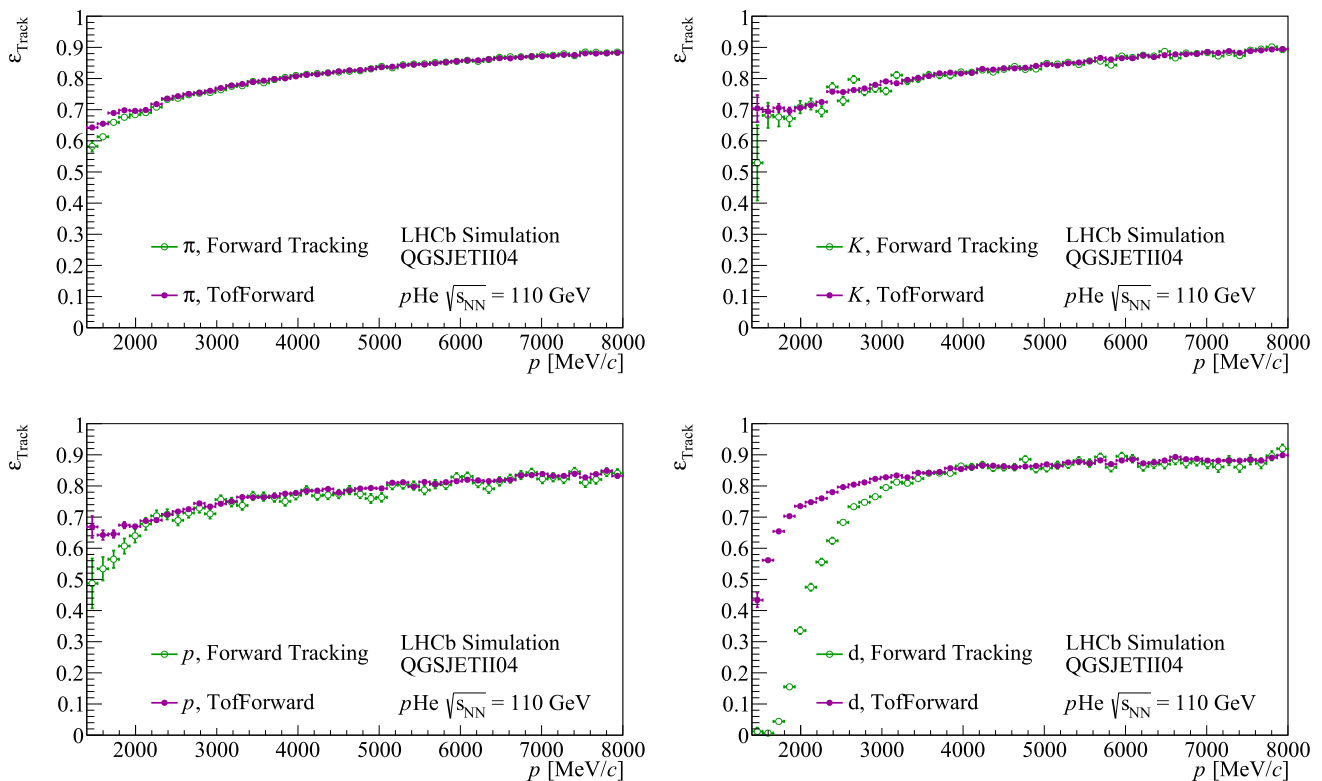 ε_Track
1
0.9
0.8
0.7
0.6
0.5
0.4
0.3
0.2
0.1
0
π, Forward Tracking
π, TofForward
LHCb Simulation
QGSJETII04
pHe √s_NN = 110 GeV
2000 3000 4000 5000 6000 7000 8000
p [MeV/c]
ε_Track
1
0.9
0.8
0.7
0.6
0.5
0.4
0.3
0.2
0.1
0
K, Forward Tracking
K, TofForward
LHCb Simulation
QGSJETII04
pHe √s_NN = 110 GeV
2000 3000 4000 5000 6000 7000 8000
p [MeV/c]
ε_Track
1
0.9
0.8
0.7
0.6
0.5
0.4
0.3
0.2
0.1
0
p, Forward Tracking
p, TofForward
LHCb Simulation
QGSJETII04
pHe √s_NN = 110 GeV
2000 3000 4000 5000 6000 7000 8000
p [MeV/c]
ε_Track
1
0.9
0.8
0.7
0.6
0.5
0.4
0.3
0.2
0.1
0
d, Forward Tracking
d, TofForward
LHCb Simulation
QGSJETII04
pHe √s_NN = 110 GeV
2000 3000 4000 5000 6000 7000 8000
p [MeV/c]